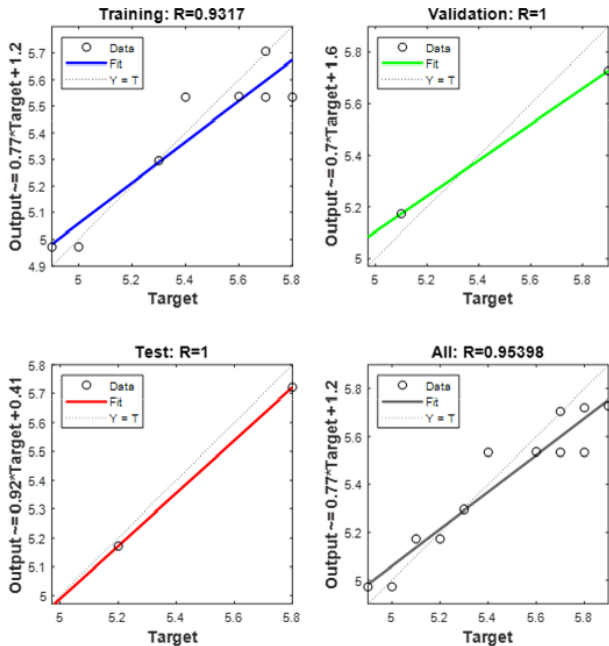 Training: R=0.9317
Output ~= 0.77*Target + 1.2
5.7
5.6
5.5
5.4
5.3
5.2
5.1
5
4.9
Data
Fit
Y = T
5
5.2
5.4
5.6
5.8
Target
Validation: R=1
Output ~= 0.7*Target + 1.6
5.8
5.6
5.4
5.2
5
Data
Fit
Y = T
5
5.2
5.4
5.6
5.8
Target
Test: R=1
Output ~= 0.92*Target + 0.41
5.8
5.7
5.6
5.5
5.4
5.3
5.2
5.1
5
Data
Fit
Y = T
5
5.2
5.4
5.6
5.8
Target
All: R=0.95398
Output ~= 0.77*Target + 1.2
5.8
5.6
5.4
5.2
5
Data
Fit
Y = T
5
5.2
5.4
5.6
5.8
Target